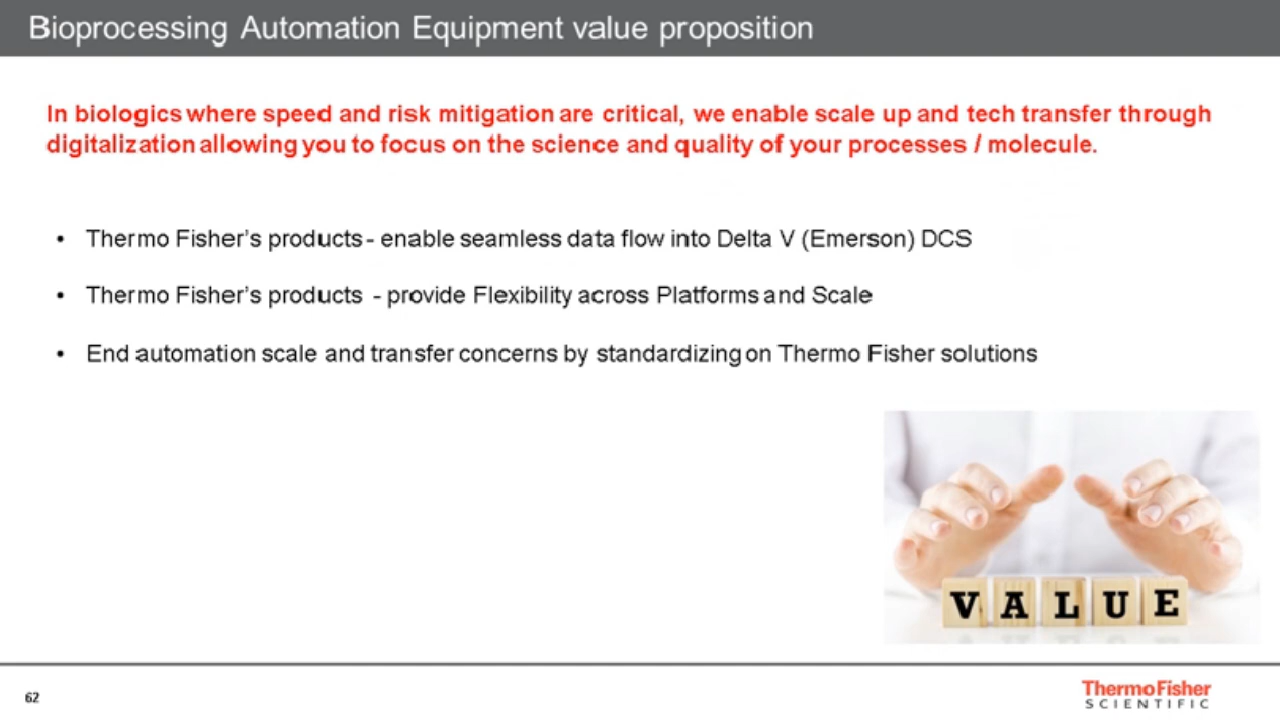 Bioprocessing Automation Equipment value proposition
In biologics where speed and risk mitigation are critical, we enable scale up and tech transfer through
digitalization allowing you to focus on the science and quality of your processes / molecule.
• Thermo Fisher's products - enable seamless data flow into Delta V (Emerson) DCS
• Thermo Fisher's products - provide Flexibility across Platforms and Scale
• End automation scale and transfer concerns by standardizing on Thermo Fisher solutions
VALUE
62
ThermoFisher
SCIENTIFIC